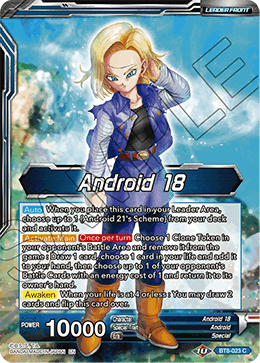 LEADER FRONT
Android 18
Auto When you place this card in your Leader Area,
choose up to 1 {Android 21's Scheme} from your deck
and activate it.
Activate: Main Once per turn Choose 1 Clone Token in
your opponent's Battle Area and remove it from
the game : Draw 1 card, choose 1 card in your life and add it
to your hand, then choose up to 1 of your opponent's
Battle Cards with an energy cost of 1 and return it to its
owner's hand.
Awaken When your life is at 4 or less : You may draw 2
cards and flip this card over.
POWER 10000
Character Android 18
Special Trait Android
Era Special
BT8-023 C